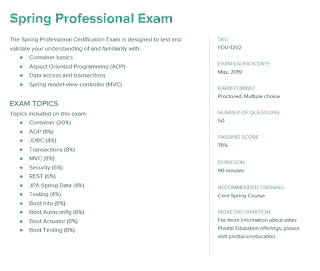 Spring Professional Exam
The Spring Professional Certification Exam is designed to test and
validate your understanding of and familiarity with:
Container basics
Aspect Oriented Programming (AOP)
Data access and transactions
Spring model-view-controller (MVC)
EXAM TOPICS
Topics included on this exam:
Container (20%)
AOP (8%)
JDBC (4%)
Transactions (8%)
MVC (8%)
Security (6%)
REST (6%)
JPA Spring Data (4%)
Testing (4%)
Boot Intro (8%)
Boot Autoconfig (8%)
Boot Actuator (8%)
Boot Testing (8%)
SKU
EDU-1202
EXAM LAUNCH DATE
May, 2019
EXAM FORMAT
Proctored, Multiple choice
NUMBER OF QUESTIONS
50
PASSING SCORE
76%
DURATION
90 minutes
RECOMMENDED TRAINING
Core Spring Course
MORE INFORMATION
For more information about other
Pivotal Education offerings, please
visit pivotal.io/education.